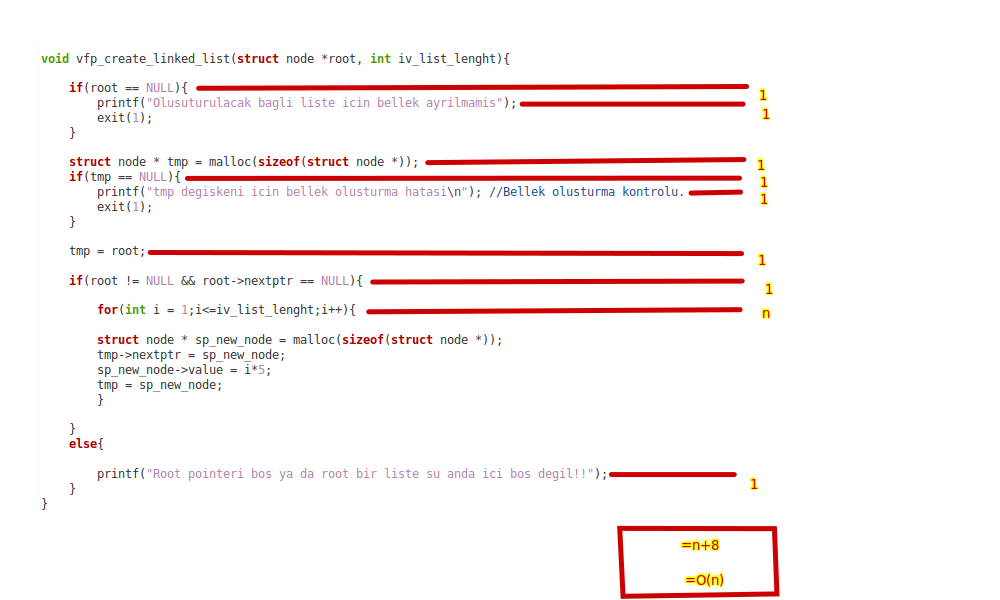 void vfp_create_linked_list(struct node *root, int iv_list_lenght){
if(root == NULL){ 1
printf("Olusuturulacak bagli liste icin bellek ayrilmamis"); 1
exit(1);
}
struct node * tmp = malloc(sizeof(struct node *)); 1
if(tmp == NULL){ 1
printf("tmp degiskeni icin bellek olusturma hatasi\n"); //Bellek olusturma kontrolu. 1
exit(1);
}
tmp = root; 1
if(root != NULL && root->nextptr == NULL){ 1
for(int i = 1;i<=iv_list_lenght;i++){ n
struct node * sp_new_node = malloc(sizeof(struct node *));
tmp->nextptr = sp_new_node;
sp_new_node->value = i*5;
tmp = sp_new_node;
}
}
else{
printf("Root pointeri bos ya da root bir liste su anda ici bos degil!!"); 1
}
}
=n+8
=O(n)